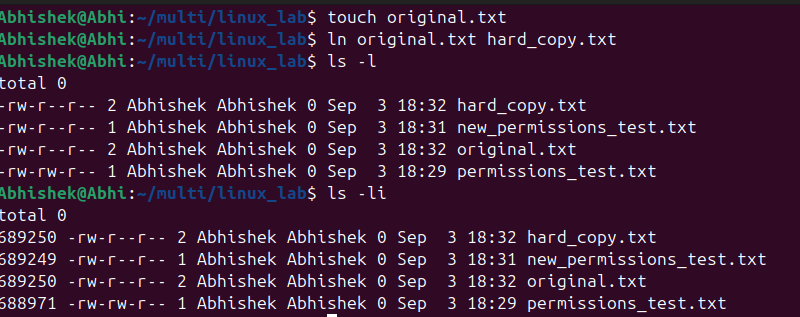 Abhishek@Abhi:~/multi/linux_lab$ touch original.txt
Abhishek@Abhi:~/multi/linux_lab$ ln original.txt hard_copy.txt
Abhishek@Abhi:~/multi/linux_lab$ ls -l
total 0
-rw-r--r-- 2 Abhishek Abhishek 0 Sep  3 18:32 hard_copy.txt
-rw-r--r-- 1 Abhishek Abhishek 0 Sep  3 18:31 new_permissions_test.txt
-rw-r--r-- 2 Abhishek Abhishek 0 Sep  3 18:32 original.txt
-rw-rw-r-- 1 Abhishek Abhishek 0 Sep  3 18:29 permissions_test.txt
Abhishek@Abhi:~/multi/linux_lab$ ls -li
total 0
689250 -rw-r--r-- 2 Abhishek Abhishek 0 Sep  3 18:32 hard_copy.txt
689249 -rw-r--r-- 1 Abhishek Abhishek 0 Sep  3 18:31 new_permissions_test.txt
689250 -rw-r--r-- 2 Abhishek Abhishek 0 Sep  3 18:32 original.txt
688971 -rw-rw-r-- 1 Abhishek Abhishek 0 Sep  3 18:29 permissions_test.txt